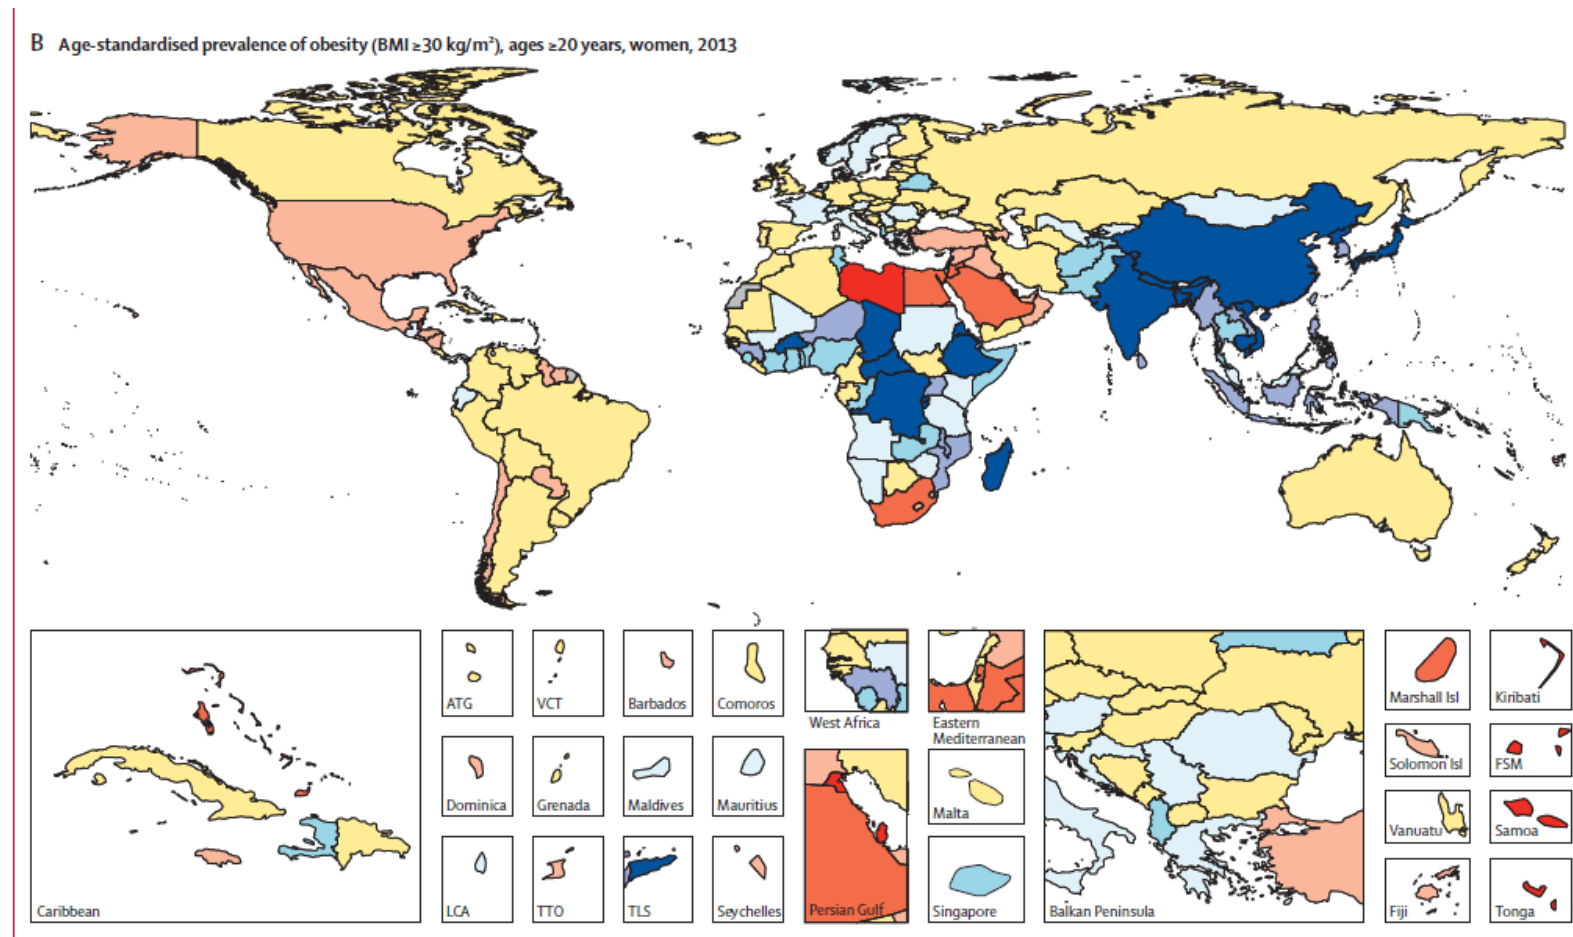 B Age-standardised prevalence of obesity (BMI ≥30 kg/m²), ages ≥20 years, women, 2013
Caribbean
ATG
VCT
Barbados
Comoros
Dominica
Grenada
Maldives
Mauritius
LCA
TTO
TLS
Seychelles
West Africa
Eastern
Mediterranean
Persian Gulf
Malta
Singapore
Balkan Peninsula
Marshall Isl
Kiribati
Solomon Isl
FSM
Vanuatu
Samoa
Fiji
Tonga